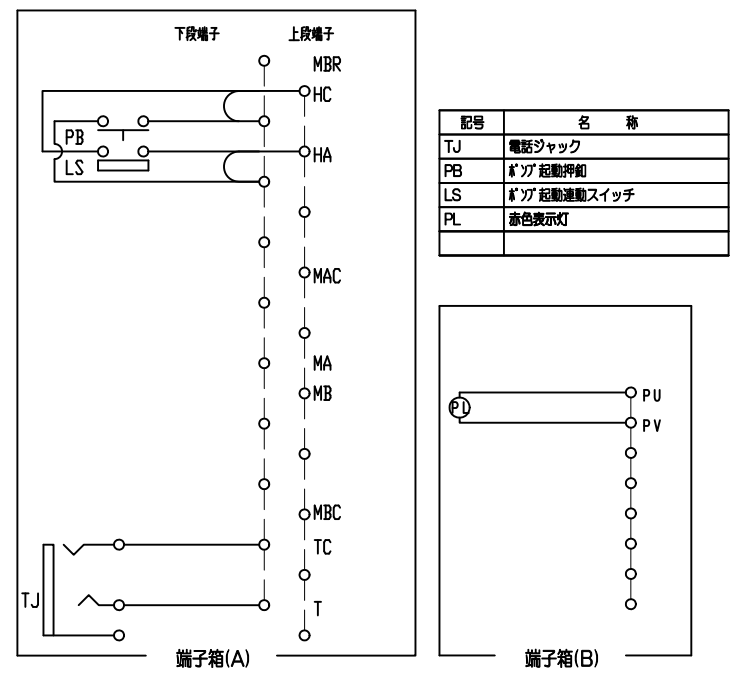 下段端子 上段端子
MBR
HC
PB
HA
LS
MAC
MA
MB
MBC
TC
TJ
T
端子箱(A)
記号 名 称
TJ 電話ジャック
PB ポンプ起動押釦
LS ポンプ起動連動スイッチ
PL 赤色表示灯
PL
PU
PV
端子箱(B)